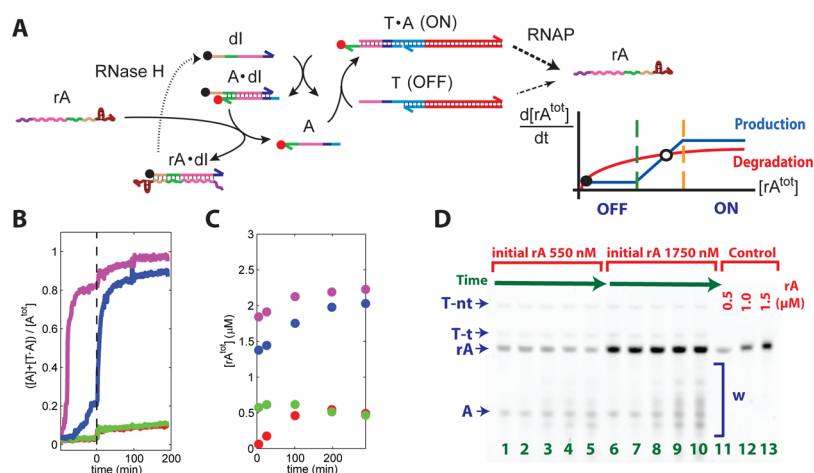 A
dI
T•A (ON)
RNAP
rA
RNase H
A•dI
T (OFF)
rA
A
rA•dI
d[rA^tot]
dt
Production
Degradation
[rA^tot]
OFF ON
B
([A]+[T·A]) / [A^tot]
1
0.8
0.6
0.4
0.2
0
0 100 200
time (min)
C
[rA^tot] (μM)
3
2.5
2
1.5
1
0.5
0
0 100 200 300
time (min)
D
initial rA 550 nM initial rA 1750 nM Control
Time
rA
(μM)
0.5
1.0
1.5
T-nt
T-t
rA
A
w
1 2 3 4 5 6 7 8 9 10 11 12 13